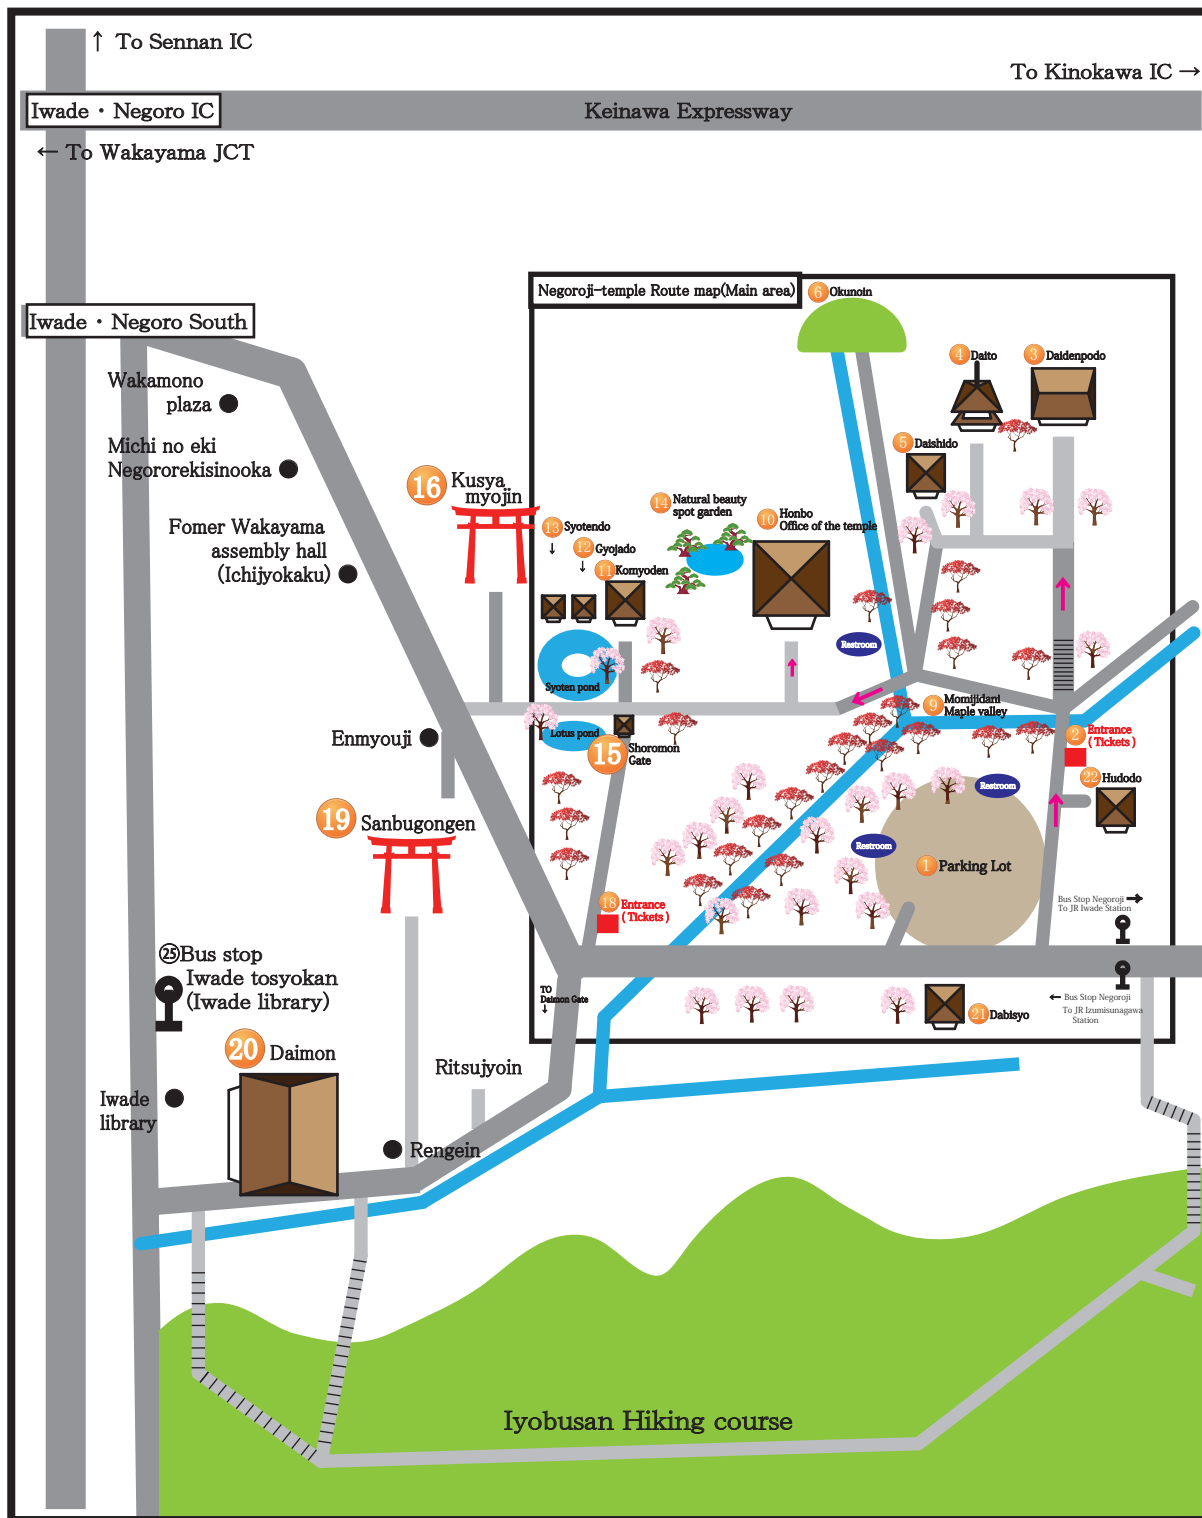 ↑ To Sennan IC
To Kinokawa IC →
Iwade・Negoro IC
Keinawa Expressway
← To Wakayama JCT
Negoroji-temple Route map(Main area)
6 Okunoin
Iwade・Negoro South
4 Daito
3 Daidenpodo
Wakamono
plaza
5 Daishido
Michi no eki
Negororekisinooka
16 Kusya
myojin
14 Natural beauty
spot garden
10 Honbo
Office of the temple
13 Syotendo
↓
12 Gyojado
↓
11 Komyoden
Fomer Wakayama
assembly hall
(Ichijyokaku)
Restroom
Syoten pond
9 Momijidani
Maple valley
Lotus pond
Enmyouji
15 Shoromon
Gate
2 Entrance
(Tickets)
22 Hudodo
Restroom
19 Sanbugongen
Restroom
1 Parking Lot
18 Entrance
(Tickets)
Bus Stop Negoroji →
To JR Iwade Station
㉕Bus stop
Iwade tosyokan
(Iwade library)
TO
Daimon Gate
↓
← Bus Stop Negoroji
To JR Izumisunagawa
Station
21 Dabisyo
20 Daimon
Ritsujyoin
Iwade
library
Rengein
Iyobusan Hiking course